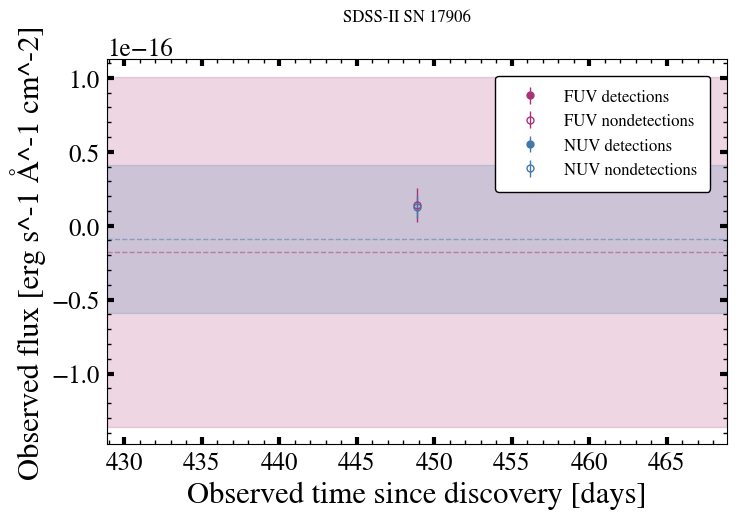 SDSS-II SN 17906
1e−16
Observed flux [erg s^-1 Å^-1 cm^-2]
1.0
0.5
0.0
−0.5
−1.0
FUV detections
FUV nondetections
NUV detections
NUV nondetections
430 435 440 445 450 455 460 465
Observed time since discovery [days]